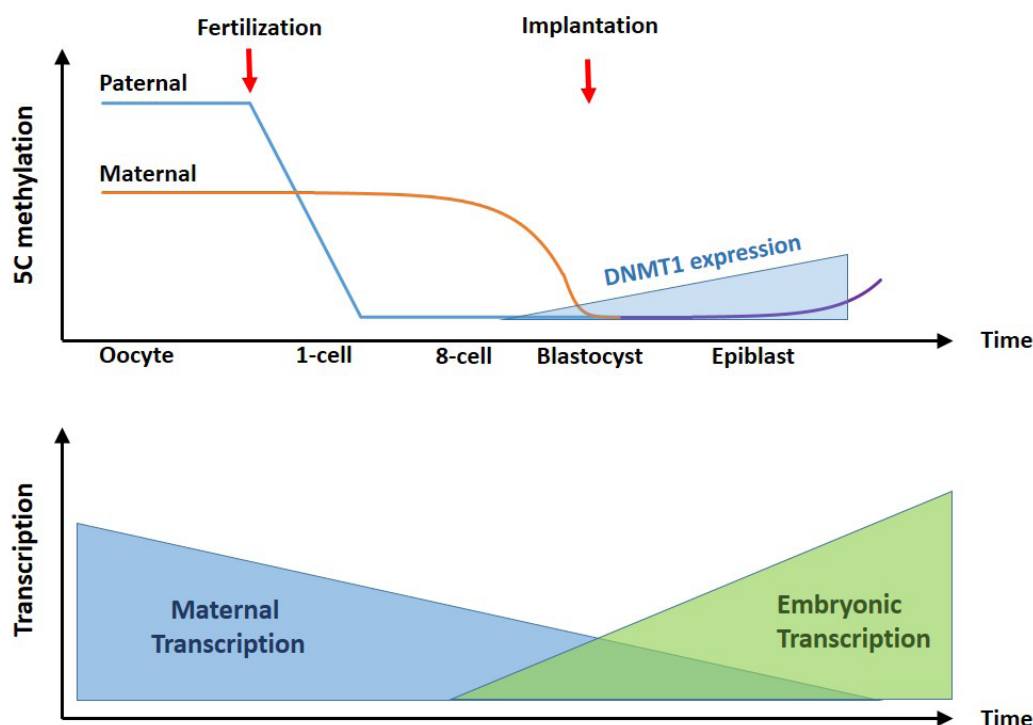 Fertilization
Implantation
Paternal
Maternal
5C methylation
DNMT1 expression
Oocyte 1-cell 8-cell Blastocyst Epiblast
Time
Transcription
Maternal
Transcription
Embryonic
Transcription
Time